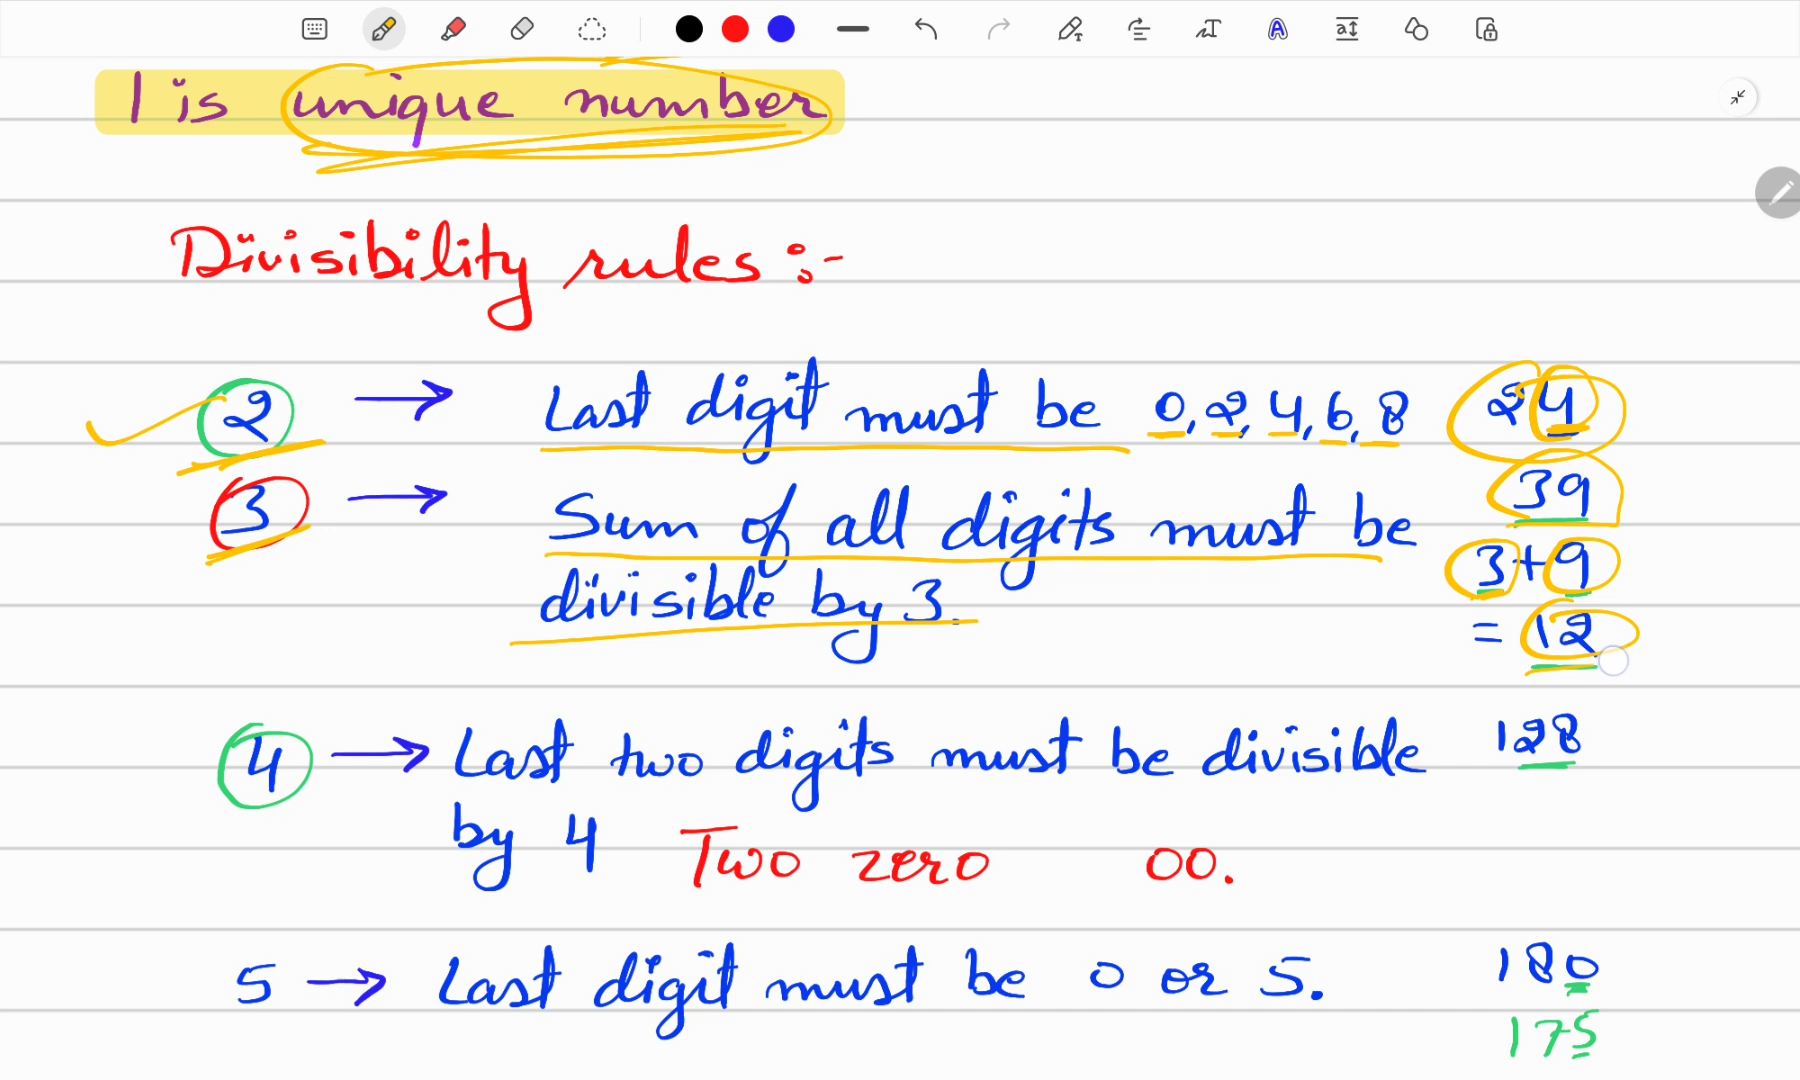 1 is unique number
Divisibility rules :-
2 → Last digit must be 0, 2, 4, 6, 8 24
3 → Sum of all digits must be 39
divisible by 3. 3+9
= 12
4 → Last two digits must be divisible 128
by 4 Two zero 00.
5 → Last digit must be 0 or 5. 180
175